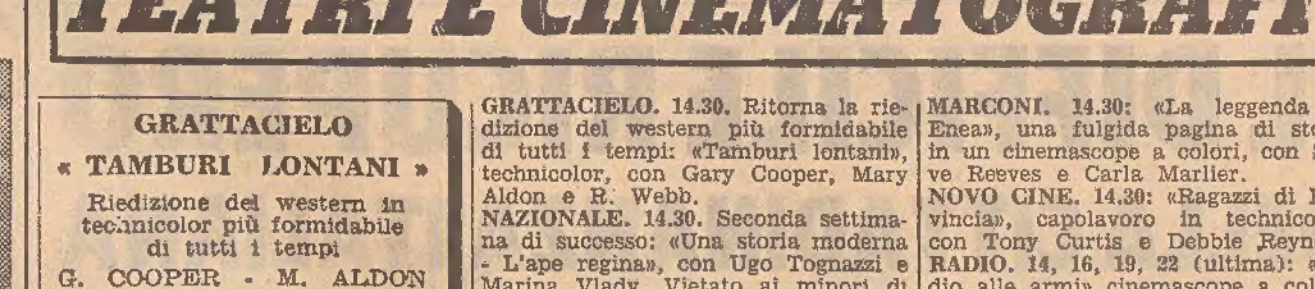 TEATRI E CINEMATOGRAFI
GRATTACIELO
« TAMBURI LONTANI »
Riedizione del western in
technicolor più formidabile
di tutti i tempi
G. COOPER - M. ALDON
GRATTACIELO. 14.30. Ritorna la rie-
dizione del western più formidabile
di tutti i tempi: «Tamburi lontani»,
technicolor, con Gary Cooper, Mary
Aldon e R. Webb.
NAZIONALE. 14.30. Seconda settima-
na di successo: «Una storia moderna
- L'ape regina», con Ugo Tognazzi e
Marina Vlady. Vietato ai minori di
MARCONI. 14.30: «La leggenda
Enea», una fulgida pagina di sto
in un cinemascope a colori, con
ve Reeves e Carla Marlier.
NOVO CINE. 14.30: «Ragazzi di
vincia», capolavoro in technico
con Tony Curtis e Debbie Reyn
RADIO. 14, 16, 19, 22 (ultima): «
dio alle armi» cinemascope a col